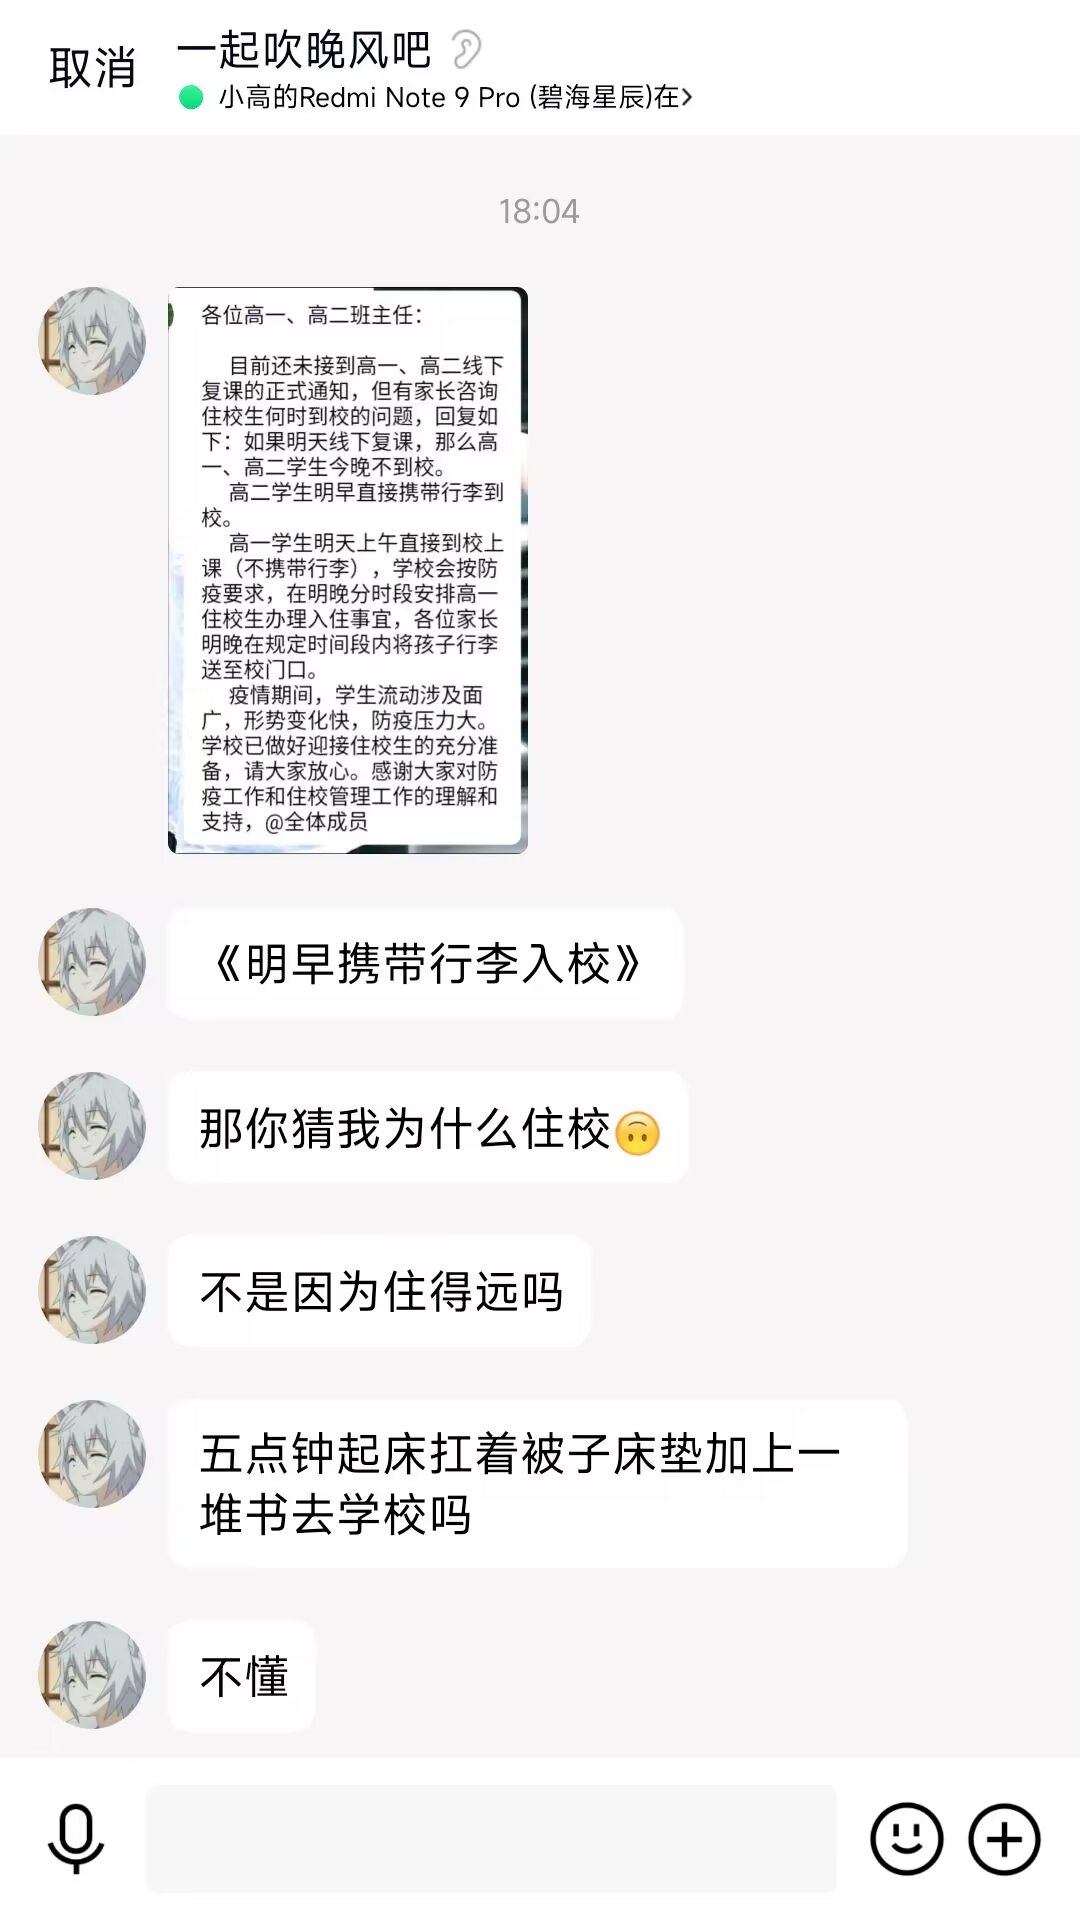 取消
一起吹晚风吧
小高的Redmi Note 9 Pro (碧海星辰)在>
18:04
各位高一、高二班主任：
目前还未接到高一、高二线下
复课的正式通知，但有家长咨询
住校生何时到校的问题，回复如
下：如果明天线下复课，那么高
一、高二学生今晚不到校。
高二学生明早直接携带行李到
校。
高一学生明天上午直接到校上
课（不携带行李），学校会按防
疫要求，在明晚分时段安排高一
住校生办理入住事宜，各位家长
明晚在规定时间段内将孩子行李
送至校门口。
疫情期间，学生流动涉及面
广，形势变化快，防疫压力大。
学校已做好迎接住校生的充分准
备，请大家放心。感谢大家对防
疫工作和住校管理工作的理解和
支持，@全体成员
《明早携带行李入校》
那你猜我为什么住校🙃
不是因为住得远吗
五点钟起床扛着被子床垫加上一
堆书去学校吗
不懂